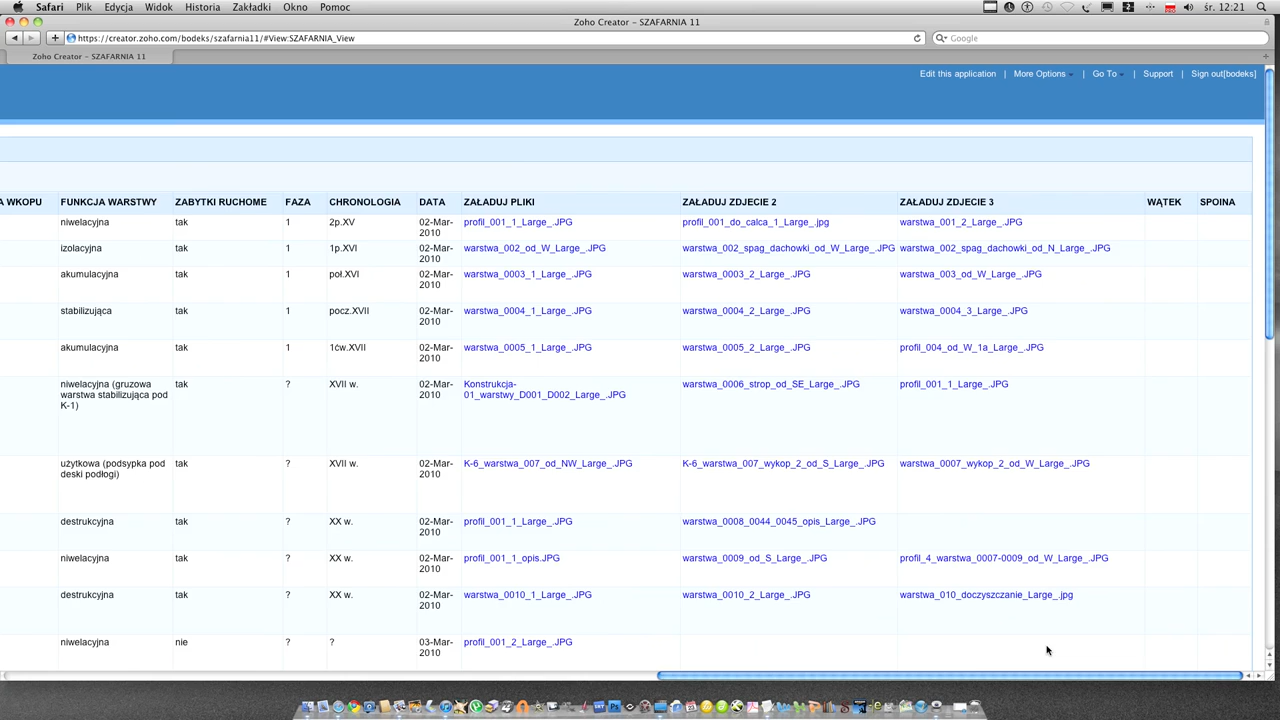 Safari Plik Edycja Widok Historia Zakładki Okno Pomoc śr. 12:21
Zoho Creator – SZAFARNIA 11
https://creator.zoho.com/bodeks/szafarnia11/#View:SZAFARNIA_View Google
Zoho Creator – SZAFARNIA 11
Edit this application | More Options | Go To | Support | Sign out[bodeks]
A WKOPU FUNKCJA WARSTWY ZABYTKI RUCHOME FAZA CHRONOLOGIA DATA ZAŁADUJ PLIKI ZAŁADUJ ZDJECIE 2 ZAŁADUJ ZDJECIE 3 WĄTEK SPOINA
niwelacyjna tak 1 2p.XV 02-Mar- profil_001_1_Large_.JPG profil_001_do_calca_1_Large_.jpg warstwa_001_2_Large_.JPG
2010
izolacyjna tak 1 1p.XVI 02-Mar- warstwa_002_od_W_Large_.JPG warstwa_002_spag_dachowki_od_W_Large_.JPG warstwa_002_spag_dachowki_od_N_Large_.JPG
2010
akumulacyjna tak 1 poł.XVI 02-Mar- warstwa_0003_1_Large_.JPG warstwa_0003_2_Large_.JPG warstwa_003_od_W_Large_.JPG
2010
stabilizująca tak 1 pocz.XVII 02-Mar- warstwa_0004_1_Large_.JPG warstwa_0004_2_Large_.JPG warstwa_0004_3_Large_.JPG
2010
akumulacyjna tak 1 1ćw.XVII 02-Mar- warstwa_0005_1_Large_.JPG warstwa_0005_2_Large_.JPG profil_004_od_W_1a_Large_.JPG
2010
niwelacyjna (gruzowa tak ? XVII w. 02-Mar- Konstrukcja- warstwa_0006_strop_od_SE_Large_.JPG profil_001_1_Large_.JPG
warstwa stabilizująca pod 2010 01_warstwy_D001_D002_Large_.JPG
K-1)
użytkowa (podsypka pod tak ? XVII w. 02-Mar- K-6_warstwa_007_od_NW_Large_.JPG K-6_warstwa_007_wykop_2_od_S_Large_.JPG warstwa_0007_wykop_2_od_W_Large_.JPG
deski podłogi) 2010
destrukcyjna tak ? XX w. 02-Mar- profil_001_1_Large_.JPG warstwa_0008_0044_0045_opis_Large_.JPG
2010
niwelacyjna tak ? XX w. 02-Mar- profil_001_1_opis.JPG warstwa_0009_od_S_Large_.JPG profil_4_warstwa_0007-0009_od_W_Large_.JPG
2010
destrukcyjna tak ? XX w. 02-Mar- warstwa_0010_1_Large_.JPG warstwa_0010_2_Large_.JPG warstwa_010_doczyszczanie_Large_.jpg
2010
niwelacyjna nie ? ? 03-Mar- profil_001_2_Large_.JPG
2010